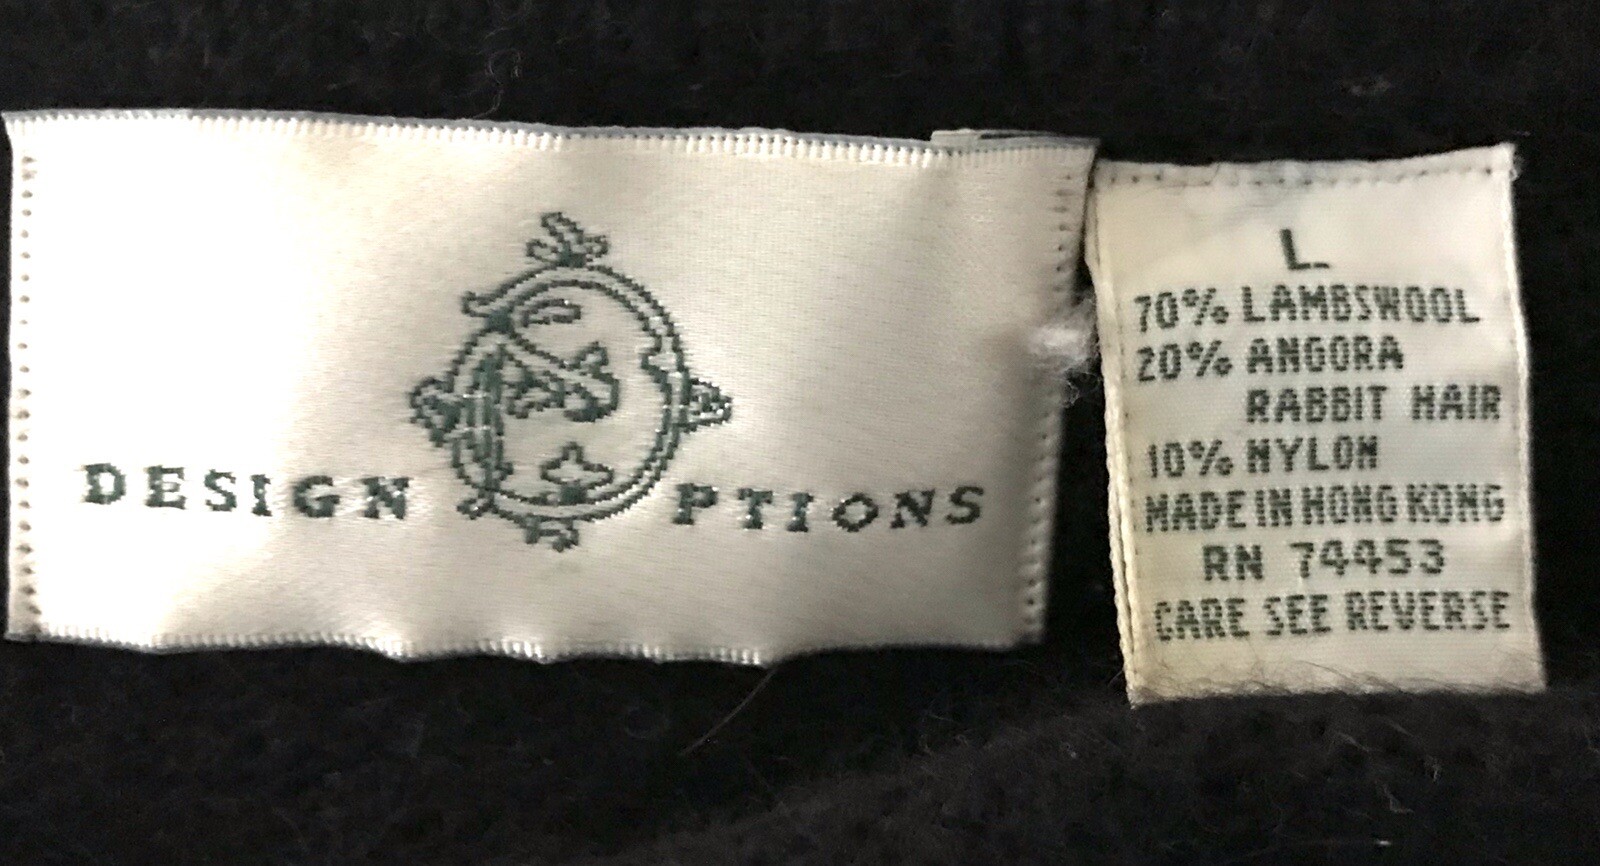 DESIGN OPTIONS
L
70% LAMBSWOOL
20% ANGORA
RABBIT HAIR
10% NYLON
MADE IN HONG KONG
RN 74453
CARE SEE REVERSE